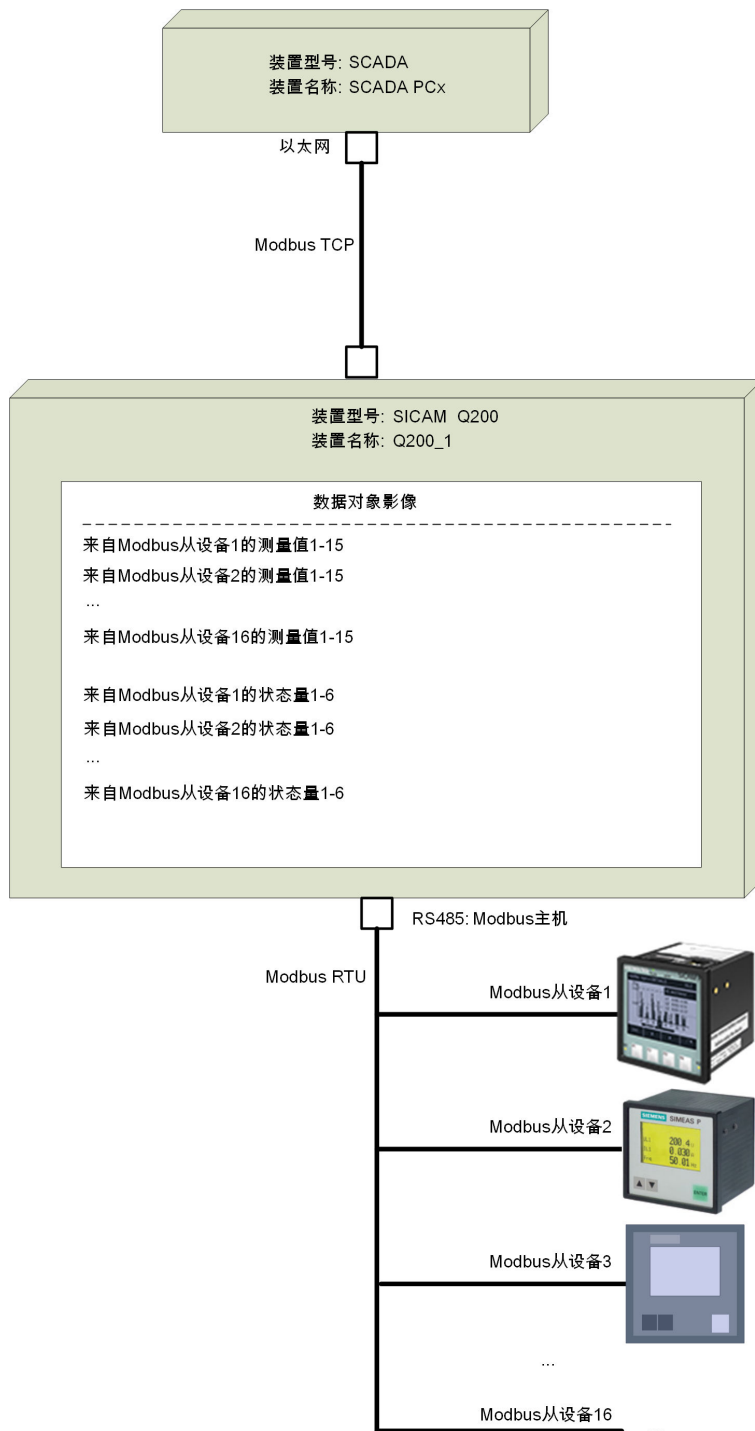 装置型号: SCADA
装置名称: SCADA PCx
以太网
Modbus TCP
装置型号: SICAM Q200
装置名称: Q200_1
数据对象影像
来自Modbus从设备1的测量值1-15
来自Modbus从设备2的测量值1-15
...
来自Modbus从设备16的测量值1-15
来自Modbus从设备1的状态量1-6
来自Modbus从设备2的状态量1-6
...
来自Modbus从设备16的状态量1-6
RS485: Modbus主机
Modbus RTU
Modbus从设备1
Modbus从设备2
SIEMENS SIMEAS P
200.4
0.030
50.01
ENTER
Modbus从设备3
...
Modbus从设备16